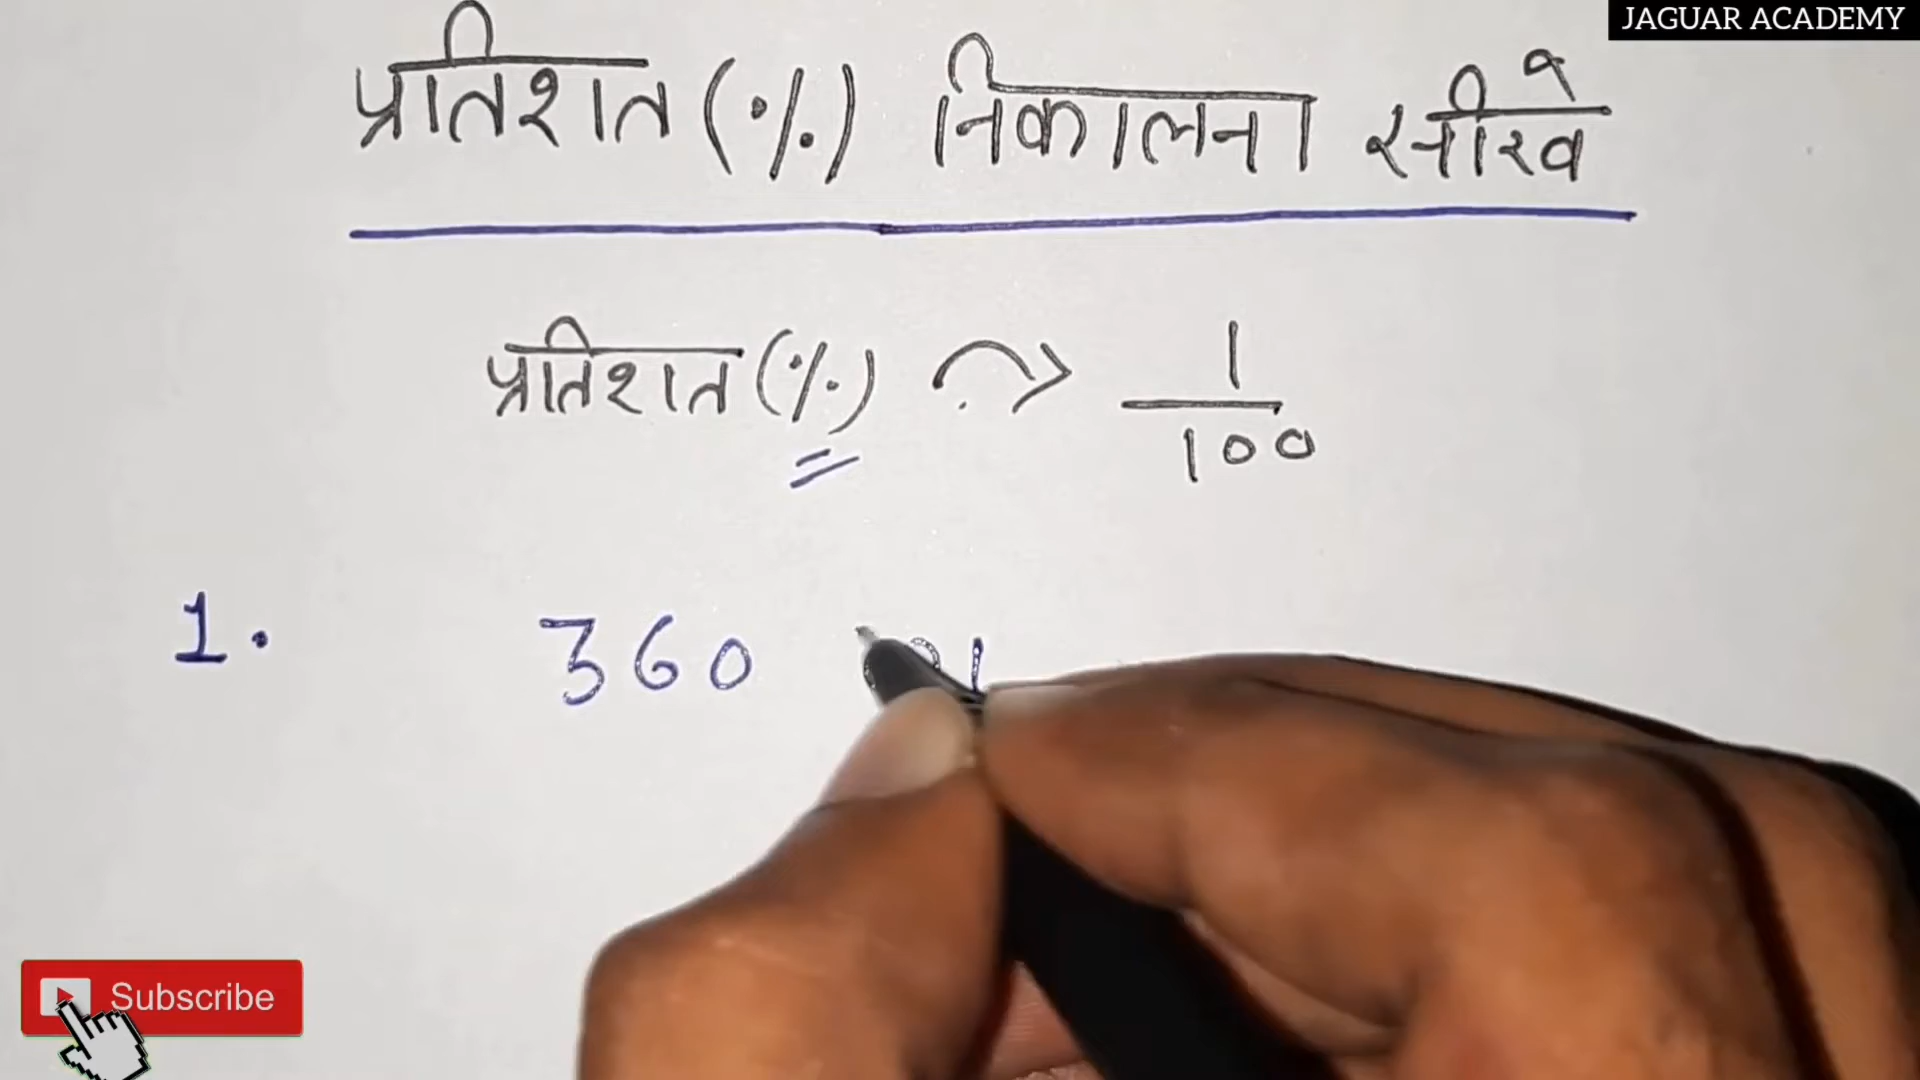 JAGUAR ACADEMY
प्रतिशत (%) निकालना सीखे
प्रतिशत (%) → 1/100
1. 360
Subscribe